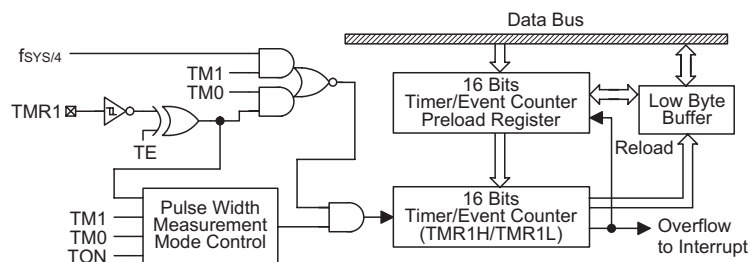 Data Bus
fSYS/4
TM1
TM0
TMR1
TE
16 Bits
Timer/Event Counter
Preload Register
Low Byte
Buffer
Reload
TM1
TM0
TON
Pulse Width
Measurement
Mode Control
16 Bits
Timer/Event Counter
(TMR1H/TMR1L)
Overflow
to Interrupt